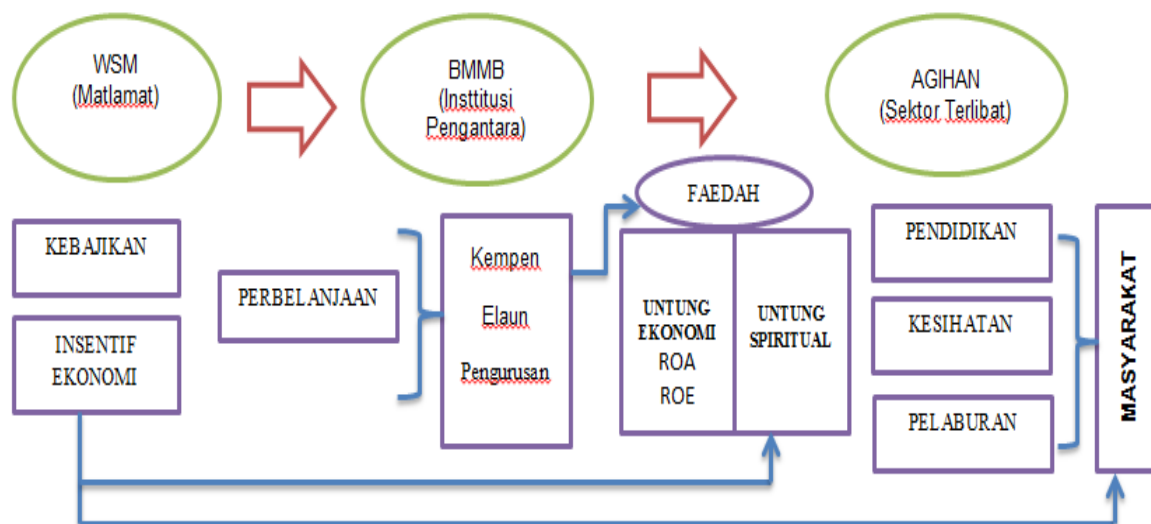 WSM
(Matlamat)
BMMB
(Insttitusi
Pengantara)
AGIHAN
(Sektor Terlibat)
FAEDAH
KEBAJIKAN
INSENTIF
EKONOMI
PERBELANJAAN
Kempen
Elaun
Pengurusan
UNTUNG
EKONOMI
ROA
ROE
UNTUNG
SPIRITUAL
PENDIDIKAN
KESIHATAN
PELABURAN
MASYARAKAT